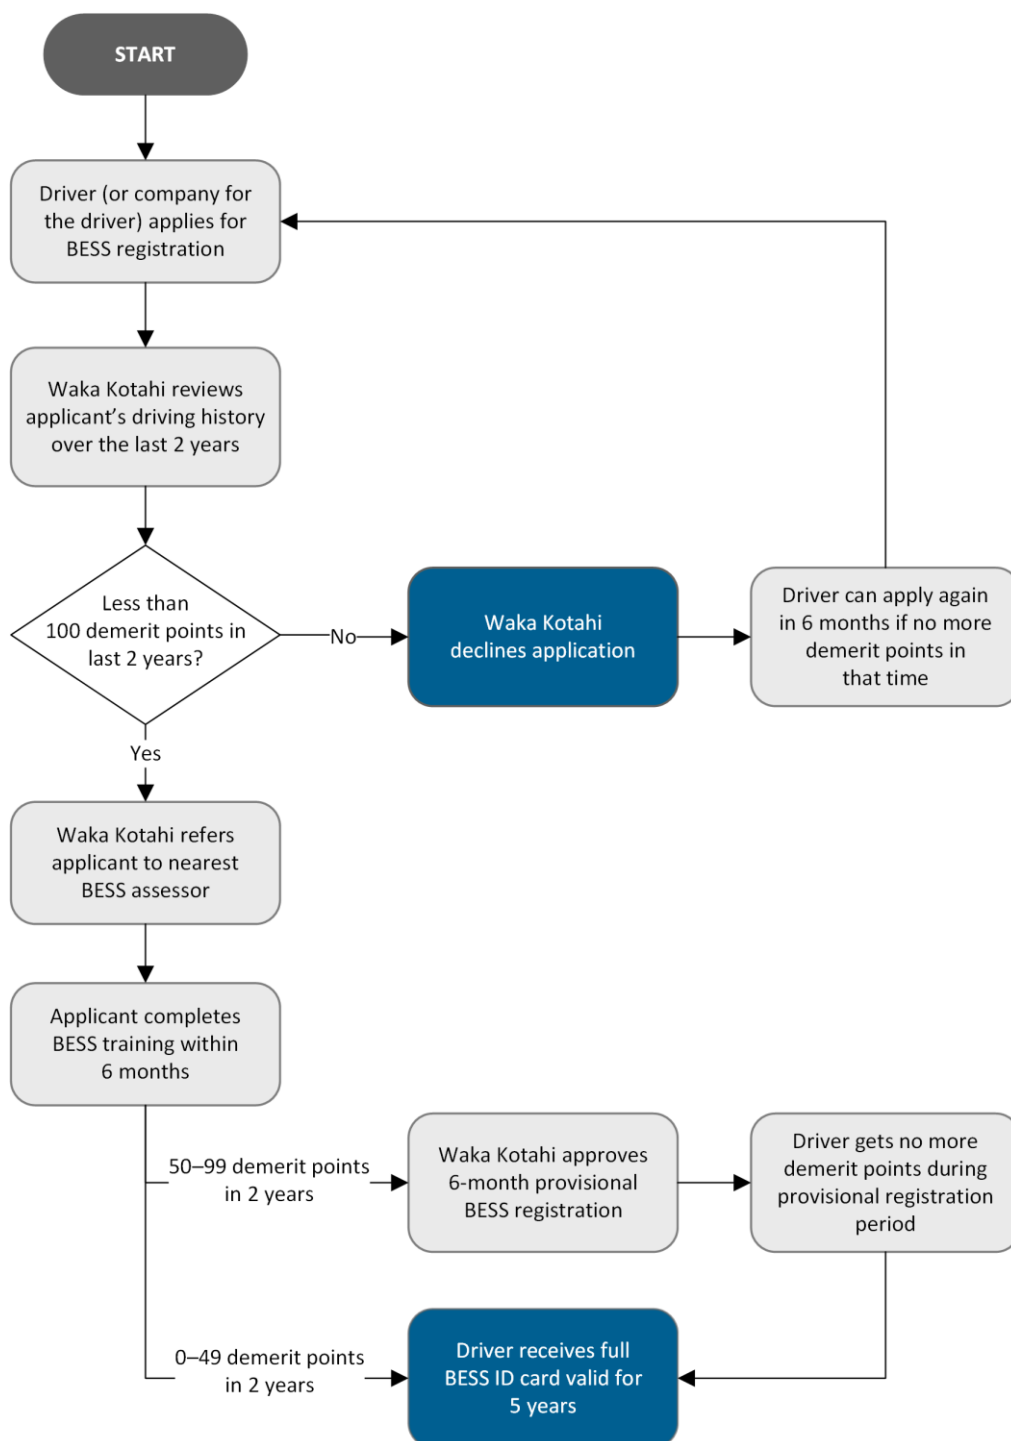 START
Driver (or company for
the driver) applies for
BESS registration
Waka Kotahi reviews
applicant’s driving history
over the last 2 years
Less than
100 demerit points in
last 2 years?
No
Waka Kotahi
declines application
Driver can apply again
in 6 months if no more
demerit points in
that time
Yes
Waka Kotahi refers
applicant to nearest
BESS assessor
Applicant completes
BESS training within
6 months
50–99 demerit points
in 2 years
Waka Kotahi approves
6-month provisional
BESS registration
Driver gets no more
demerit points during
provisional registration
period
0–49 demerit points
in 2 years
Driver receives full
BESS ID card valid for
5 years